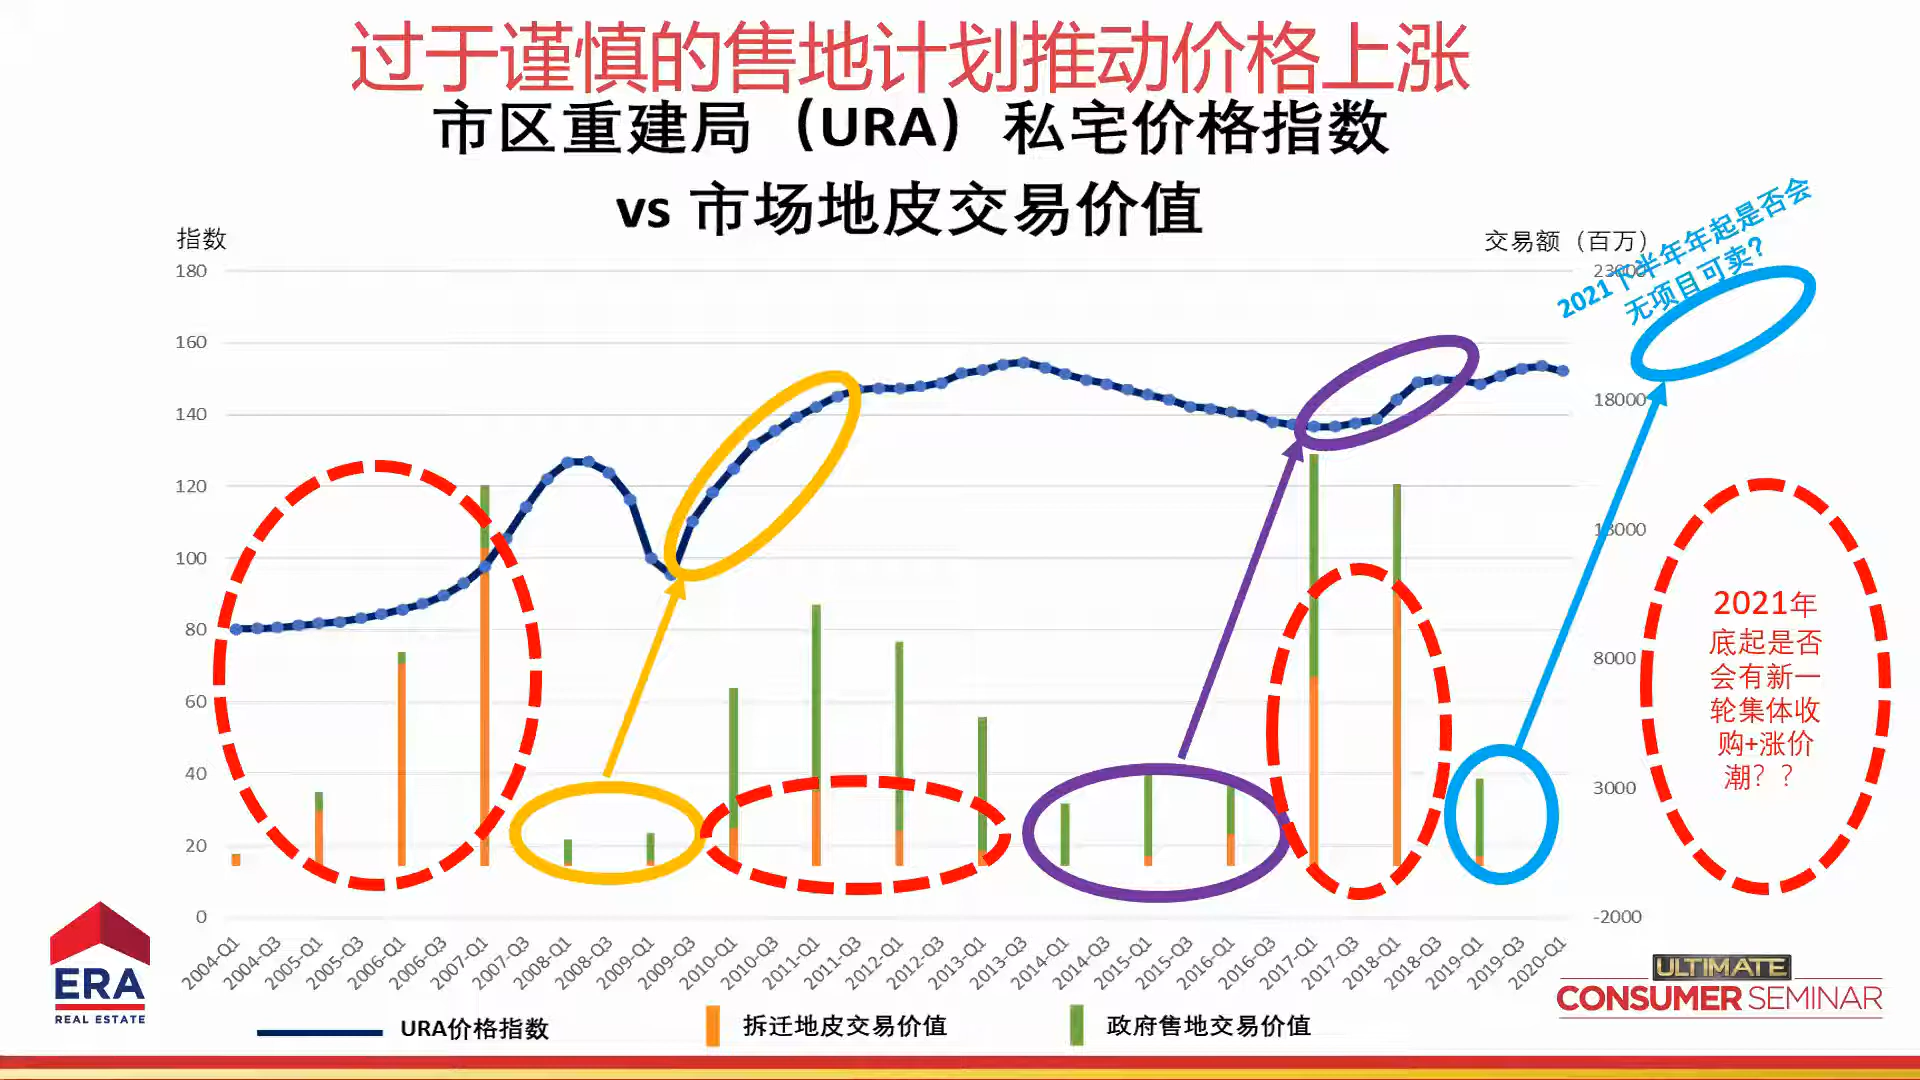 过于谨慎的售地计划推动价格上涨
市区重建局（URA）私宅价格指数
vs 市场地皮交易价值
指数
交易额（百万）
2021下半年年起是否会
无项目可卖?
180
160
140
120
100
80
60
40
20
0
23000
18000
13000
8000
3000
-2000
2021年
底起是否
会有新一
轮集体收
购+涨价
潮? ?
2004-Q1
2004-Q3
2005-Q1
2005-Q3
2006-Q1
2006-Q3
2007-Q1
2007-Q3
2008-Q1
2008-Q3
2009-Q1
2009-Q3
2010-Q1
2010-Q3
2011-Q1
2011-Q3
2012-Q1
2012-Q3
2013-Q1
2013-Q3
2014-Q1
2014-Q3
2015-Q1
2015-Q3
2016-Q1
2016-Q3
2017-Q1
2017-Q3
2018-Q1
2018-Q3
2019-Q1
2019-Q3
2020-Q1
URA价格指数
拆迁地皮交易价值
政府售地交易价值
ERA
REAL ESTATE
ULTIMATE
CONSUMER SEMINAR